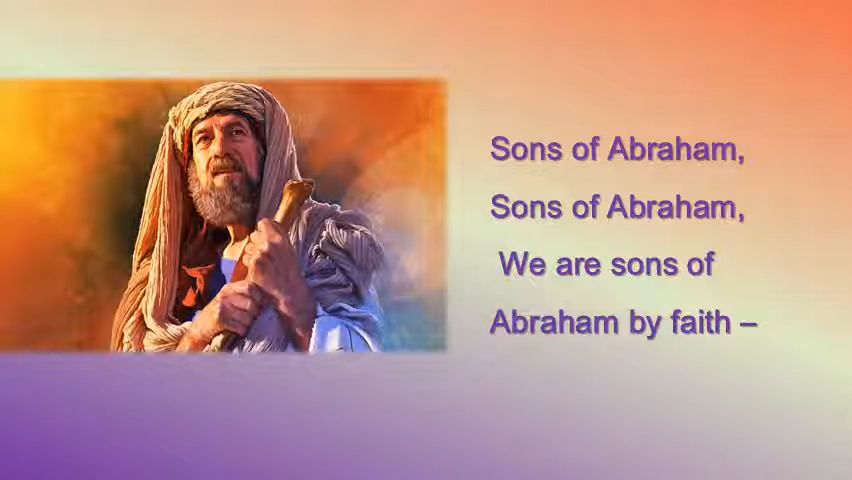 Sons of Abraham,
Sons of Abraham,
We are sons of
Abraham by faith –